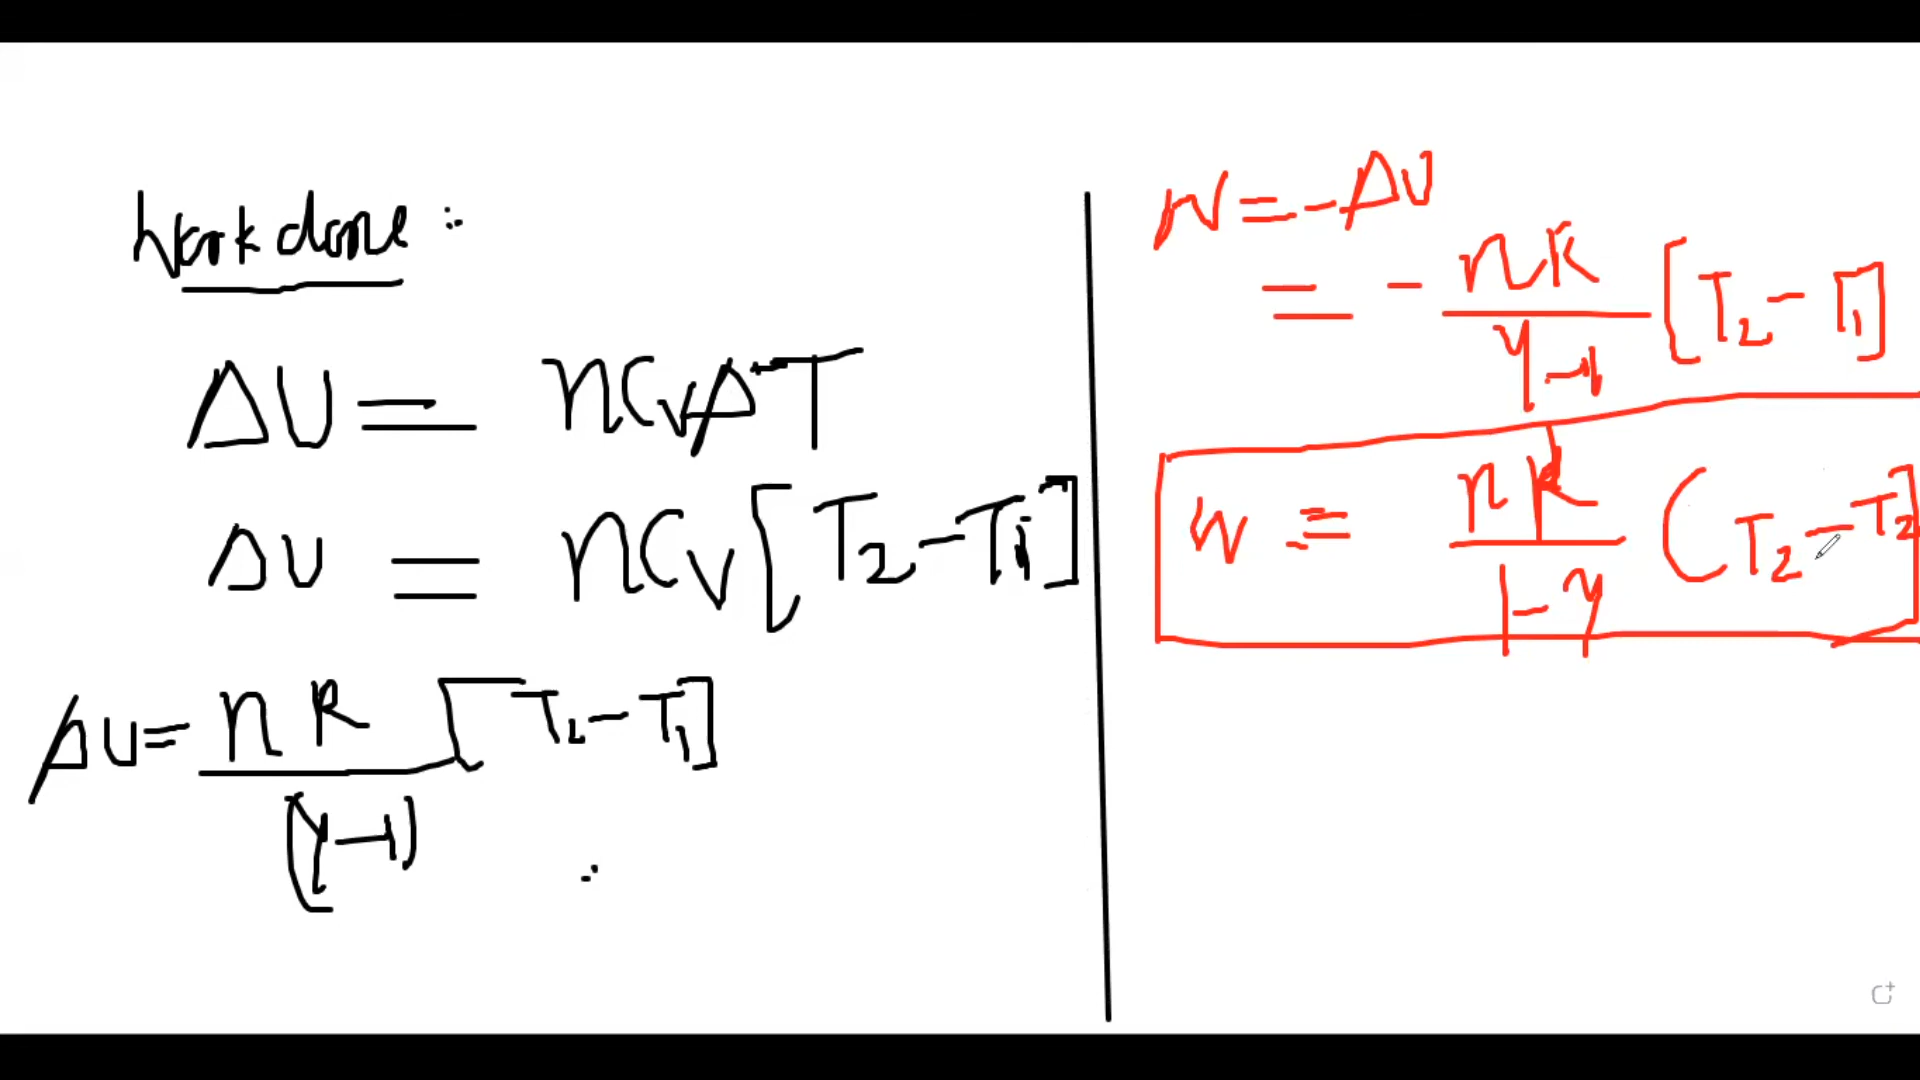 Work done :-
ΔU = nCvΔT
ΔU = nCv[T₂-T₁]
ΔU = nR/(γ-1) [T₂-T₁]
W = -ΔU
= - nR/γ-1 [T₂-T₁]
W = nR/1-γ (T₂-T₂]